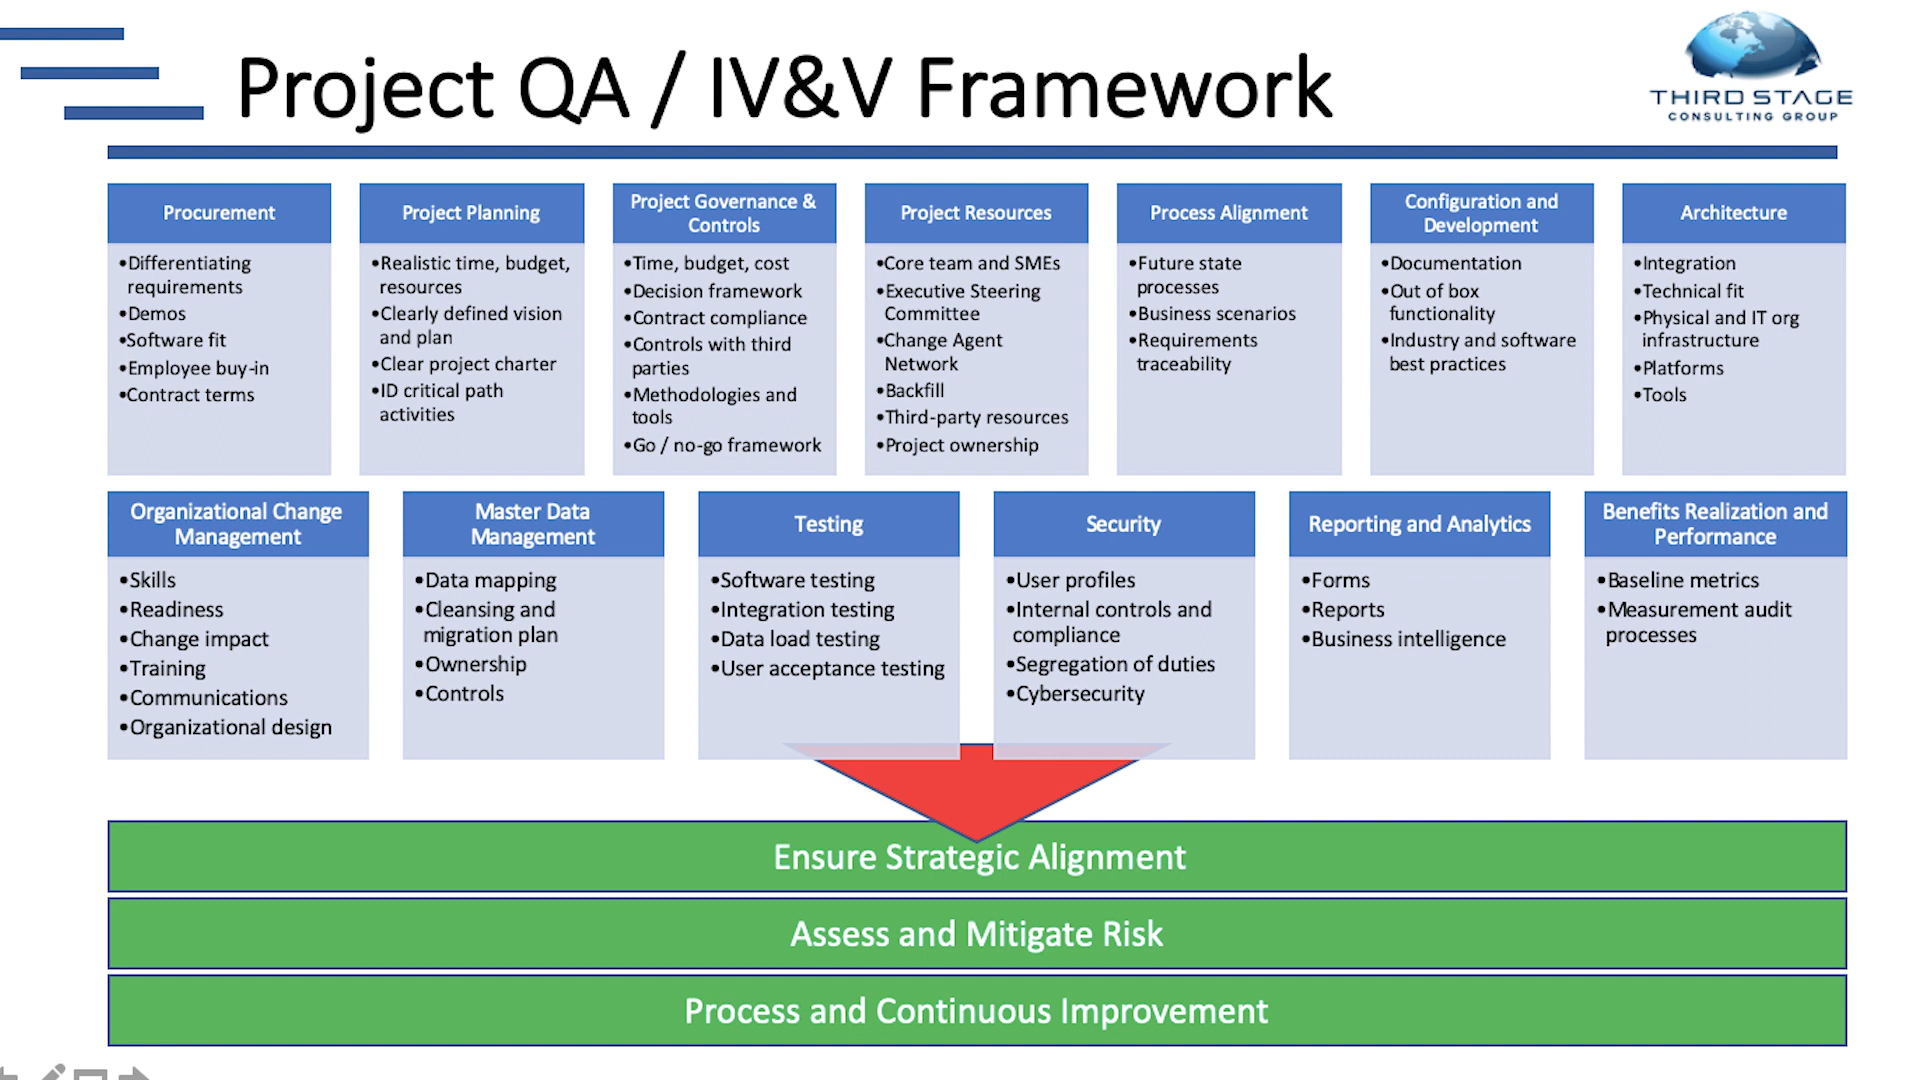 Project QA / IV&V Framework
THIRD STAGE
CONSULTING GROUP
Procurement
•Differentiating
requirements
•Demos
•Software fit
•Employee buy-in
•Contract terms
Project Planning
•Realistic time, budget,
resources
•Clearly defined vision
and plan
•Clear project charter
•ID critical path
activities
Project Governance &
Controls
•Time, budget, cost
•Decision framework
•Contract compliance
•Controls with third
parties
•Methodologies and
tools
•Go / no-go framework
Project Resources
•Core team and SMEs
•Executive Steering
Committee
•Change Agent
Network
•Backfill
•Third-party resources
•Project ownership
Process Alignment
•Future state
processes
•Business scenarios
•Requirements
traceability
Configuration and
Development
•Documentation
•Out of box
functionality
•Industry and software
best practices
Architecture
•Integration
•Technical fit
•Physical and IT org
infrastructure
•Platforms
•Tools
Organizational Change
Management
•Skills
•Readiness
•Change impact
•Training
•Communications
•Organizational design
Master Data
Management
•Data mapping
•Cleansing and
migration plan
•Ownership
•Controls
Testing
•Software testing
•Integration testing
•Data load testing
•User acceptance testing
Security
•User profiles
•Internal controls and
compliance
•Segregation of duties
•Cybersecurity
Reporting and Analytics
•Forms
•Reports
•Business intelligence
Benefits Realization and
Performance
•Baseline metrics
•Measurement audit
processes
Ensure Strategic Alignment
Assess and Mitigate Risk
Process and Continuous Improvement